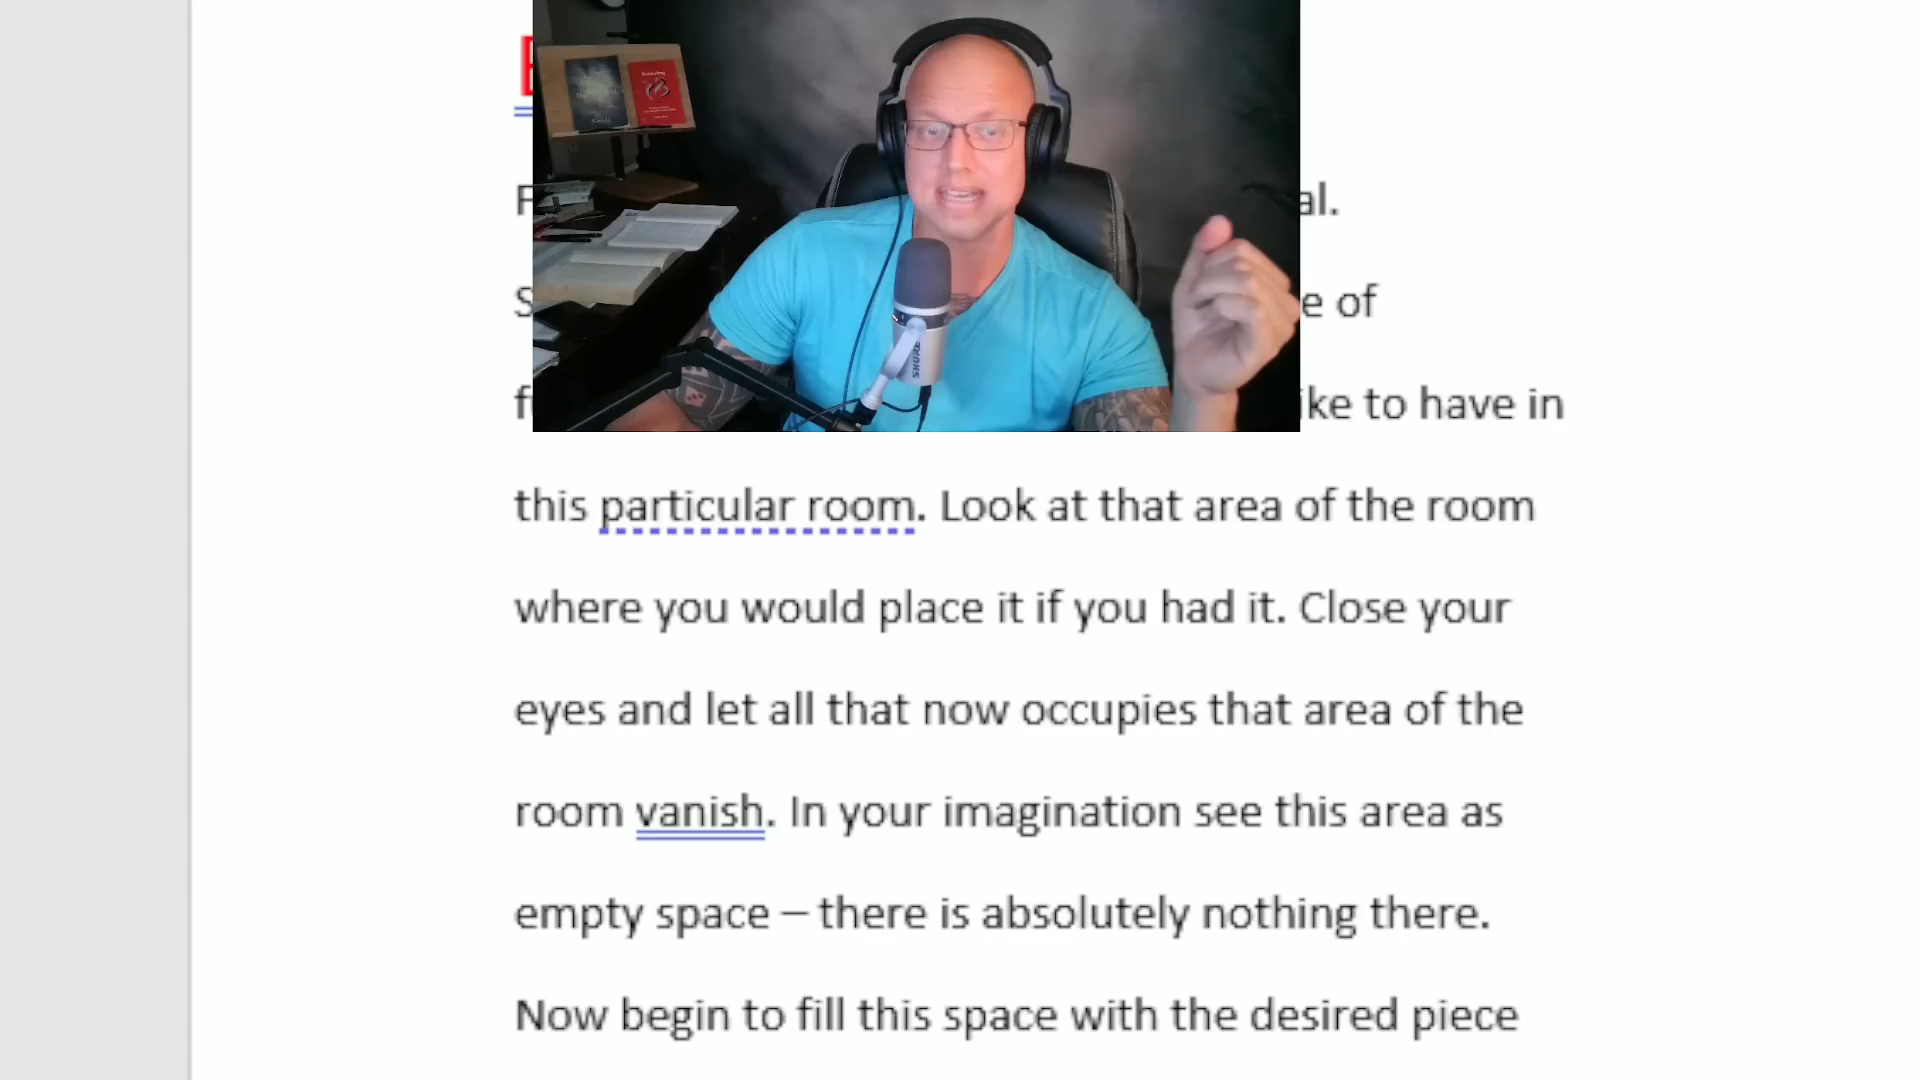 al.
e of
ike to have in
this particular room. Look at that area of the room
where you would place it if you had it. Close your
eyes and let all that now occupies that area of the
room vanish. In your imagination see this area as
empty space – there is absolutely nothing there.
Now begin to fill this space with the desired piece
SHURE